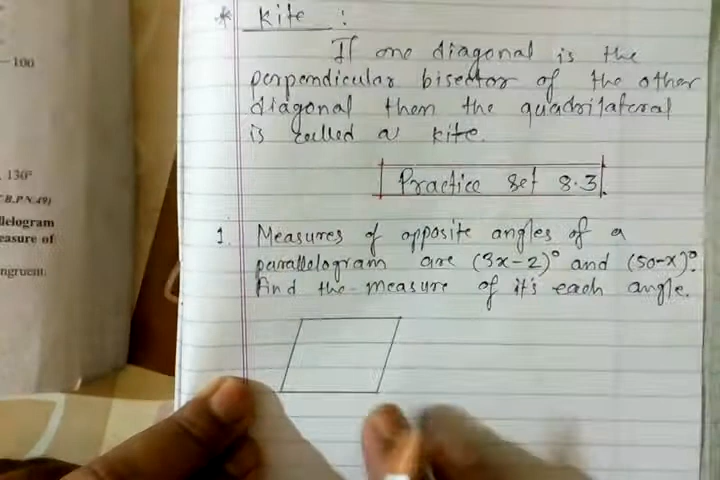 100
130°
(B.P.N.49)
llelogram
easure of
ngruent.
* Kite :
If one diagonal is the
perpendicular bisector of the other
diagonal then the quadrilateral
is called a kite.
Practice Set 8.3
1. Measures of opposite angles of a
parallelogram are (3x-2)° and (50-x)°.
Find the measure of it's each angle.